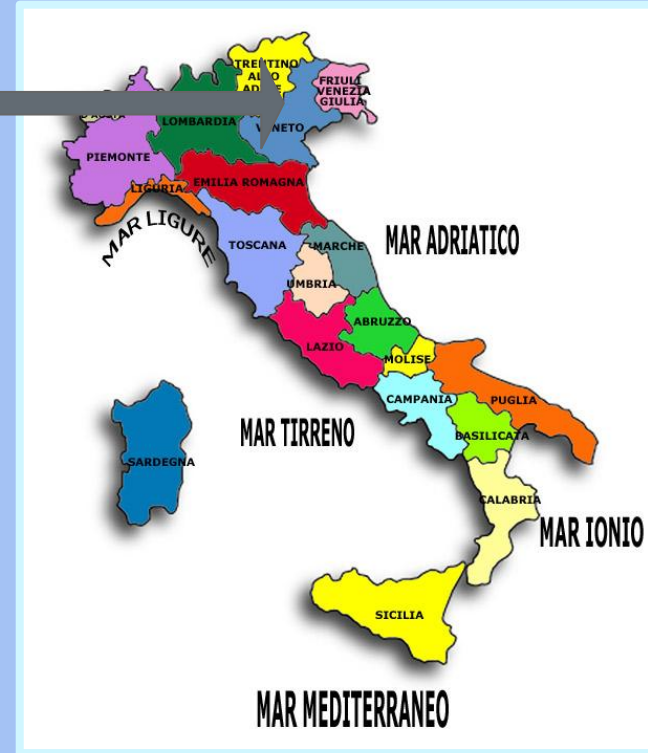 TRENTINO
ALTO
ADIGE
FRIULI
VENEZIA
GIULIA
LOMBARDIA
VENETO
PIEMONTE
EMILIA ROMAGNA
LIGURIA
MAR LIGURE
TOSCANA
MARCHE
MAR ADRIATICO
UMBRIA
ABRUZZO
LAZIO
MOLISE
CAMPANIA
PUGLIA
MAR TIRRENO
BASILICATA
SARDEGNA
CALABRIA
MAR IONIO
SICILIA
MAR MEDITERRANEO